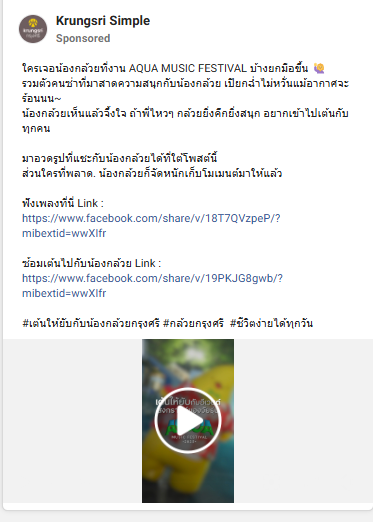 Krungsri Simple
Sponsored
ใครเจอน้องกล้วยที่งาน AQUA MUSIC FESTIVAL บ้างยกมือขึ้น 🙋
รวมตัวคนซ่าที่มาสาดความสนุกกับน้องกล้วย เปียกฉ่ำไม่หวั่นแม้อากาศจะ
ร้อนนน~
น้องกล้วยเห็นแล้วจึ้งใจ ถ้าพี่ไหวๆ กล้วยยิ่งคึกยิ่งสนุก อยากเข้าไปเต้นกับ
ทุกคน
มาอวดรูปที่แชะกับน้องกล้วยได้ที่ใต้โพสต์นี้
ส่วนใครที่พลาด. น้องกล้วยก็จัดหนักเก็บโมเมนต์มาให้แล้ว
ฟังเพลงที่นี่ Link :
https://www.facebook.com/share/v/18T7QVzpeP/?
mibextid=wwXIfr
ซ้อมเต้นไปกับน้องกล้วย Link :
https://www.facebook.com/share/v/19PKJG8gwb/?
mibextid=wwXIfr
#เต้นให้ยับกับน้องกล้วยกรุงศรี #กล้วยกรุงศรี #ชีวิตง่ายได้ทุกวัน
เต้นให้ยับ
AQUA
MUSIC FESTIVAL
krungsri